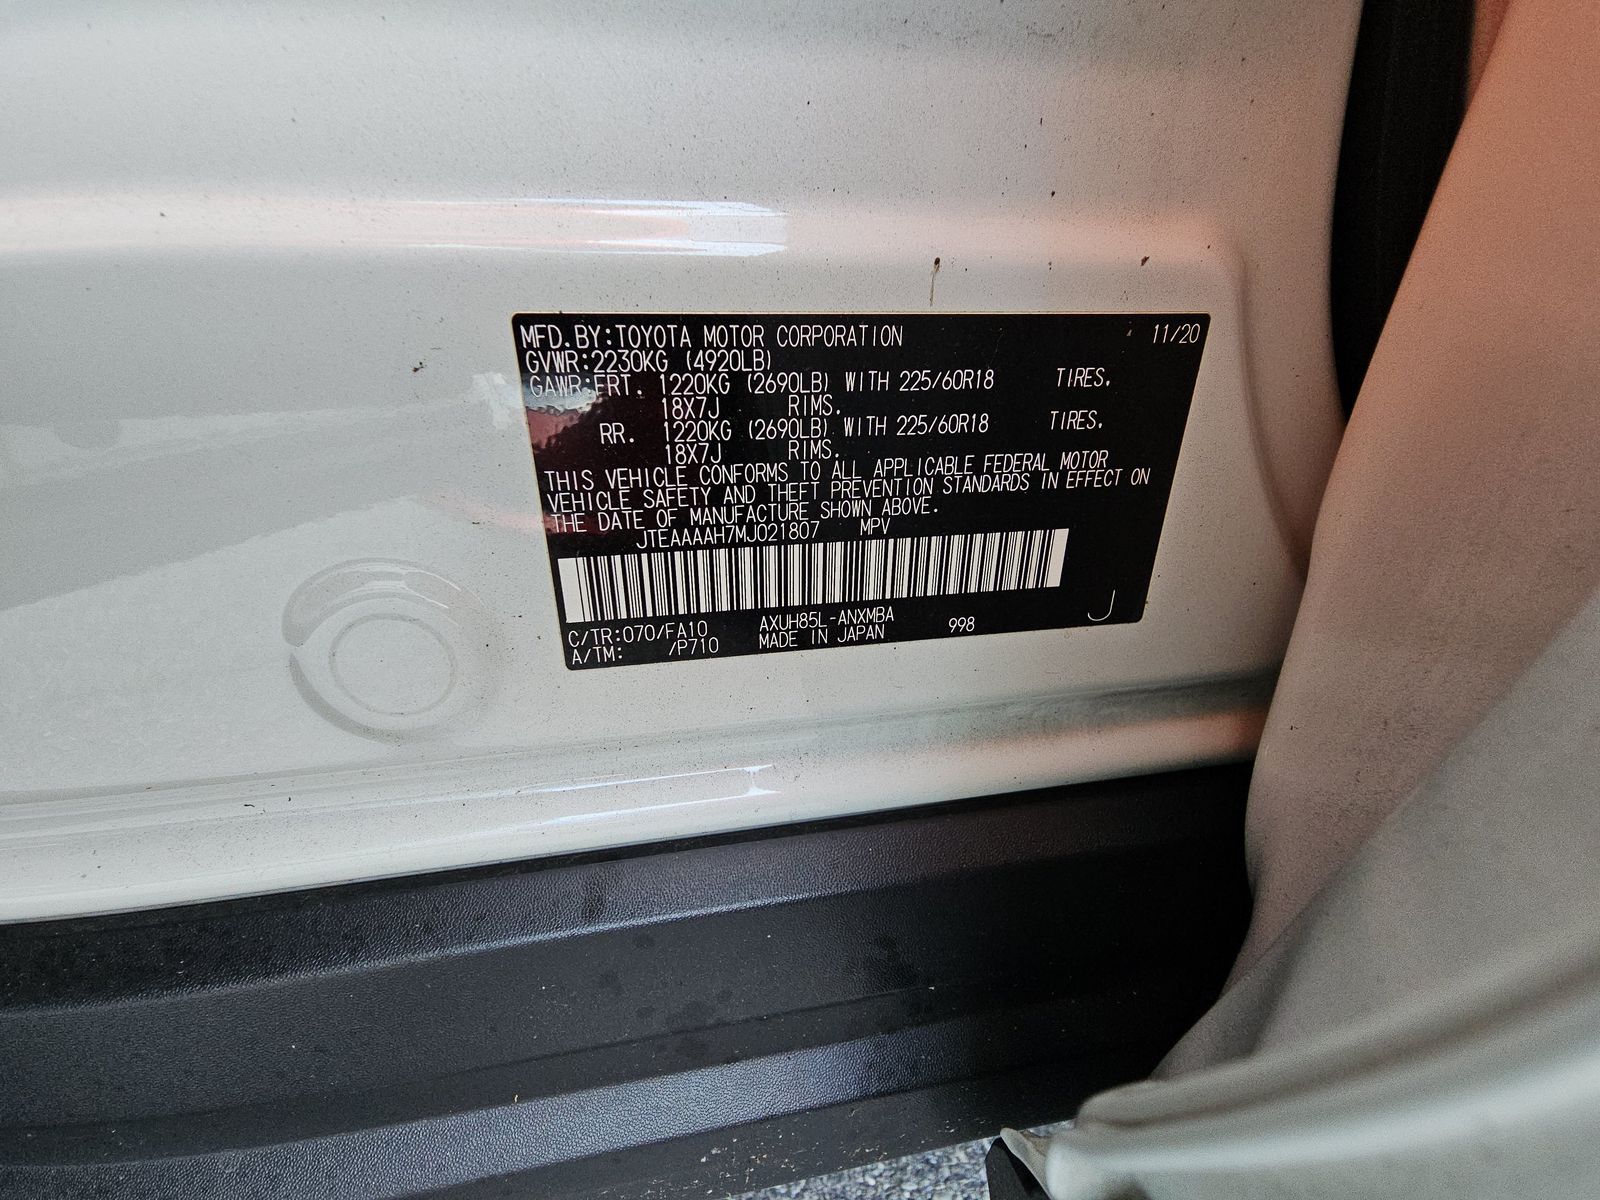 MFD. BY: TOYOTA MOTOR CORPORATION 11/20
GVWR: 2230KG (4920LB)
GAWR: FRT. 1220KG (2690LB) WITH 225/60R18 TIRES.
18X7J RIMS.
RR. 1220KG (2690LB) WITH 225/60R18 TIRES.
18X7J RIMS.
THIS VEHICLE CONFORMS TO ALL APPLICABLE FEDERAL MOTOR
VEHICLE SAFETY AND THEFT PREVENTION STANDARDS IN EFFECT ON
THE DATE OF MANUFACTURE SHOWN ABOVE.
JTEAAAAH7MJ021807 MPV
C/TR: 070/FA10 AXUH85L-ANXMBA 998 J
A/TM: /P710 MADE IN JAPAN